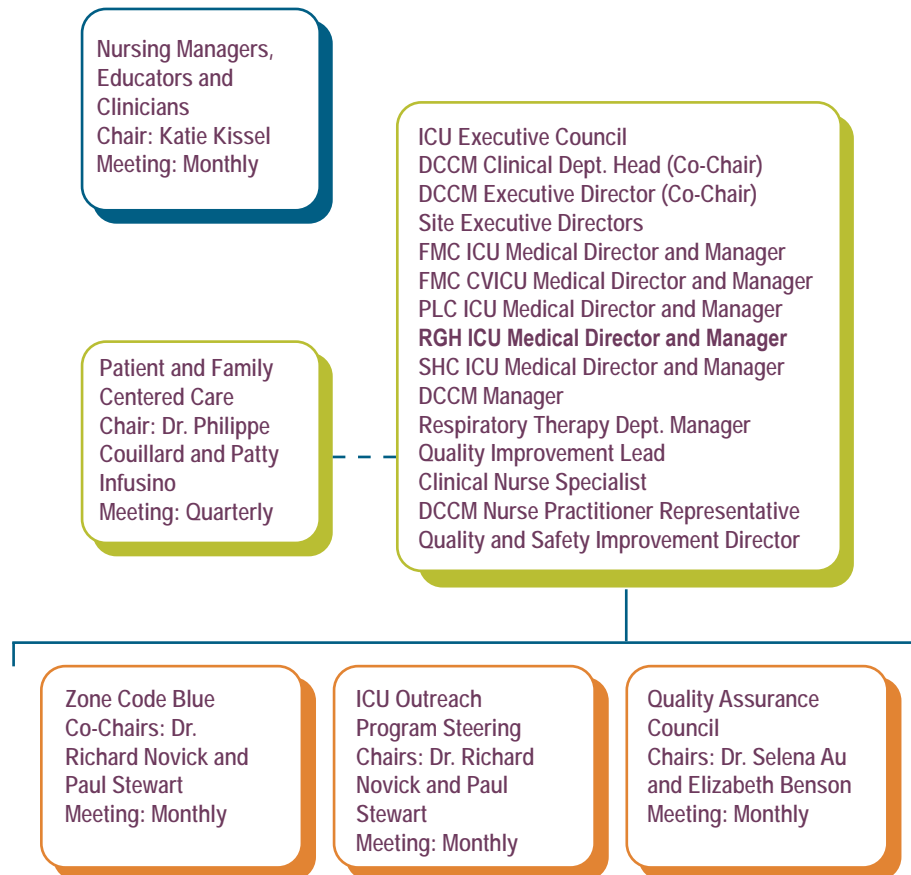 Nursing Managers,
Educators and
Clinicians
Chair: Katie Kissel
Meeting: Monthly
ICU Executive Council
DCCM Clinical Dept. Head (Co-Chair)
DCCM Executive Director (Co-Chair)
Site Executive Directors
FMC ICU Medical Director and Manager
FMC CVICU Medical Director and Manager
PLC ICU Medical Director and Manager
RGH ICU Medical Director and Manager
SHC ICU Medical Director and Manager
DCCM Manager
Respiratory Therapy Dept. Manager
Quality Improvement Lead
Clinical Nurse Specialist
DCCM Nurse Practitioner Representative
Quality and Safety Improvement Director
Patient and Family
Centered Care
Chair: Dr. Philippe
Couillard and Patty
Infusino
Meeting: Quarterly
Zone Code Blue
Co-Chairs: Dr.
Richard Novick and
Paul Stewart
Meeting: Monthly
ICU Outreach
Program Steering
Chairs: Dr. Richard
Novick and Paul
Stewart
Meeting: Monthly
Quality Assurance
Council
Chairs: Dr. Selena Au
and Elizabeth Benson
Meeting: Monthly